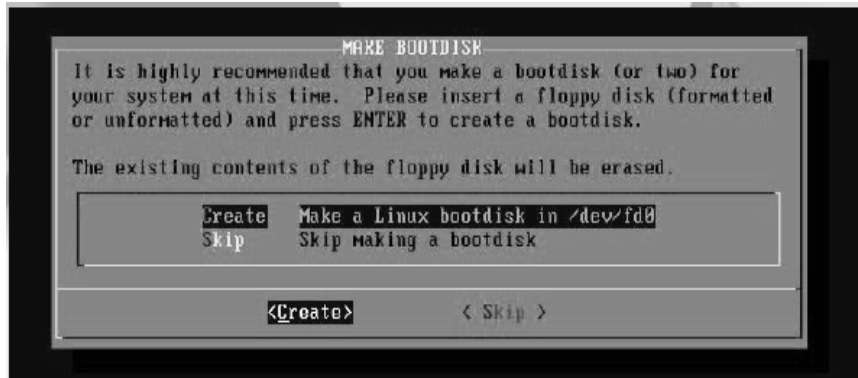 MAKE BOOTDISK
It is highly recommended that you make a bootdisk (or two) for
your system at this time.  Please insert a floppy disk (formatted
or unformatted) and press ENTER to create a bootdisk.
The existing contents of the floppy disk will be erased.
Create  Make a Linux bootdisk in /dev/fd0
Skip  Skip making a bootdisk
<Create>  < Skip >